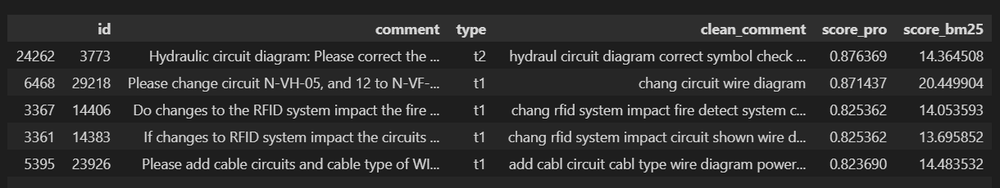 id comment type clean_comment score_pro score_bm25
24262 3773 Hydraulic circuit diagram: Please correct the ... t2 hydraul circuit diagram correct symbol check ... 0.876369 14.364508
6468 29218 Please change circuit N-VH-05, and 12 to N-VF-... t1 chang circuit wire diagram 0.871437 20.449904
3367 14406 Do changes to the RFID system impact the fire ... t1 chang rfid system impact fire detect system c... 0.825362 14.053593
3361 14383 If changes to RFID system impact the circuits ... t1 chang rfid system impact circuit shown wire d... 0.825362 13.695852
5395 23926 Please add cable circuits and cable type of WI... t1 add cabl circuit cabl type wire diagram power... 0.823690 14.483532